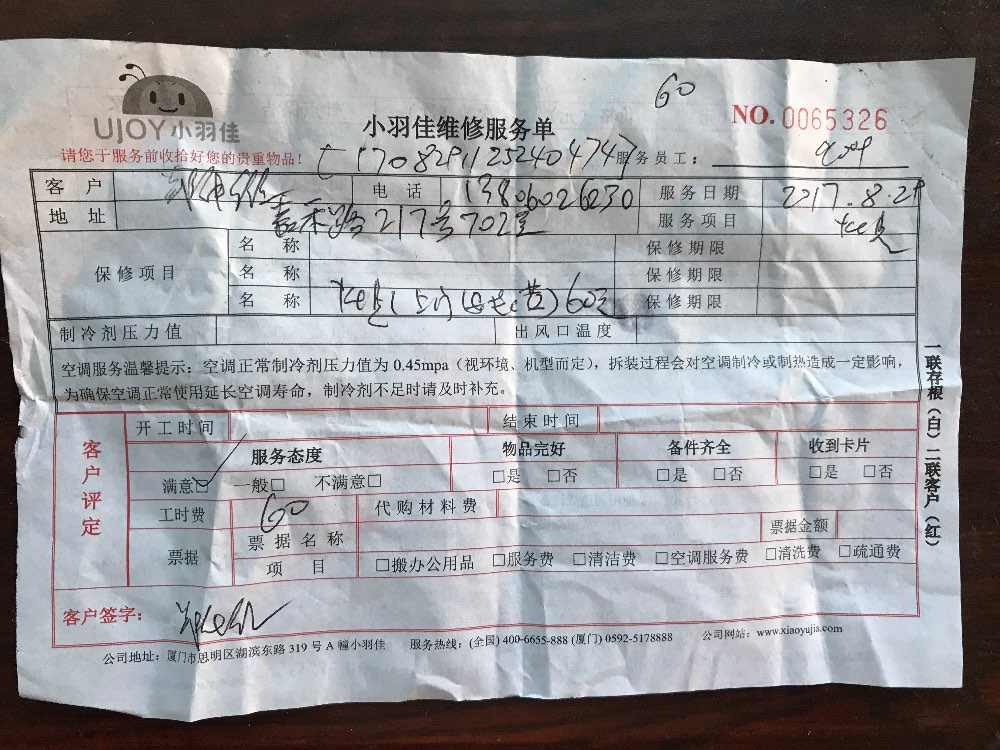 60
UJOY小羽佳
小羽佳维修服务单
NO.0065326
请您于服务前收拾好您的贵重物品!
(1708291125240474) 服务员工:
客户 电话 13806026230 服务日期 2017.8.29
地址 嘉禾路217号702室 服务项目
保修项目
名称 保修期限
名称 保修期限
名称 60元 保修期限
制冷剂压力值 出风口温度
空调服务温馨提示:空调正常制冷剂压力值为 0.45mpa(视环境、机型而定),拆装过程会对空调制冷或制热造成一定影响,
为确保空调正常使用延长空调寿命,制冷剂不足时请及时补充。
客户评定
开工时间 结束时间
服务态度 物品完好 备件齐全 收到卡片
满意□ 一般□ 不满意□ □是 □否 □是 □否 □是 □否
工时费 60 代购材料费
票据 票据名称 票据金额
项目 □搬办公用品 □服务费 □清洁费 □空调服务费 □清洗费 □疏通费
客户签字:
公司地址:厦门市思明区湖滨东路 319 号 A 幢小羽佳 服务热线:(全国) 400-6655-888 (厦门) 0592-5178888 公司网站:www.xiaoyujia.com
一联存根(白)二联客户(红)